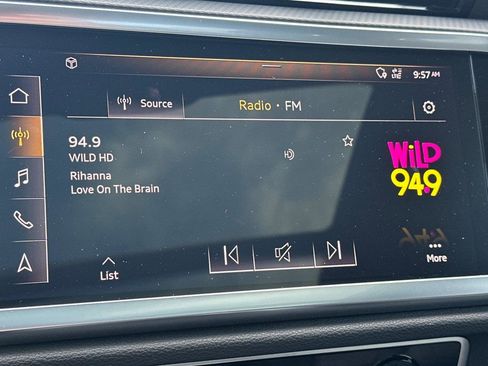 LTE
9:57 AM
Source
Radio · FM
94.9
WILD HD
Rihanna
Love On The Brain
WiLD
94.9
List
More